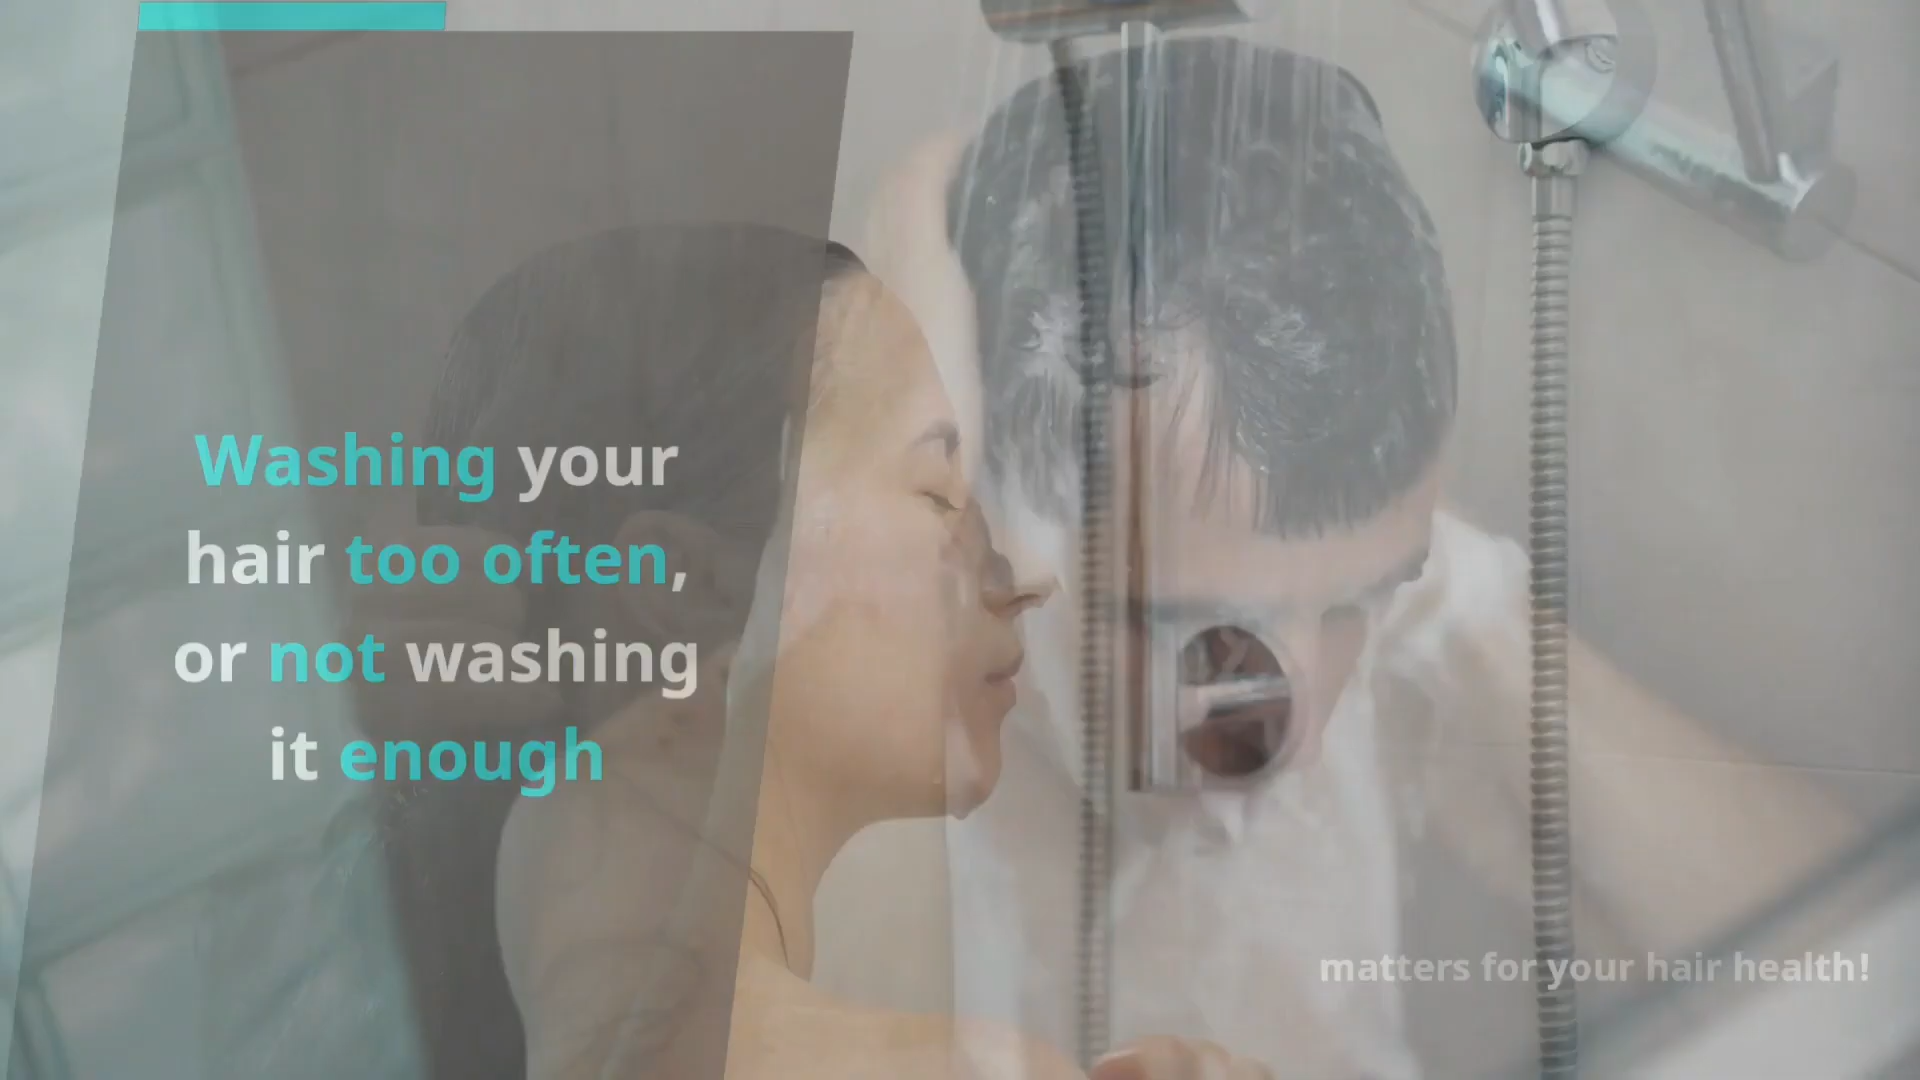 Washing your
hair too often,
or not washing
it enough
matters for your hair health!